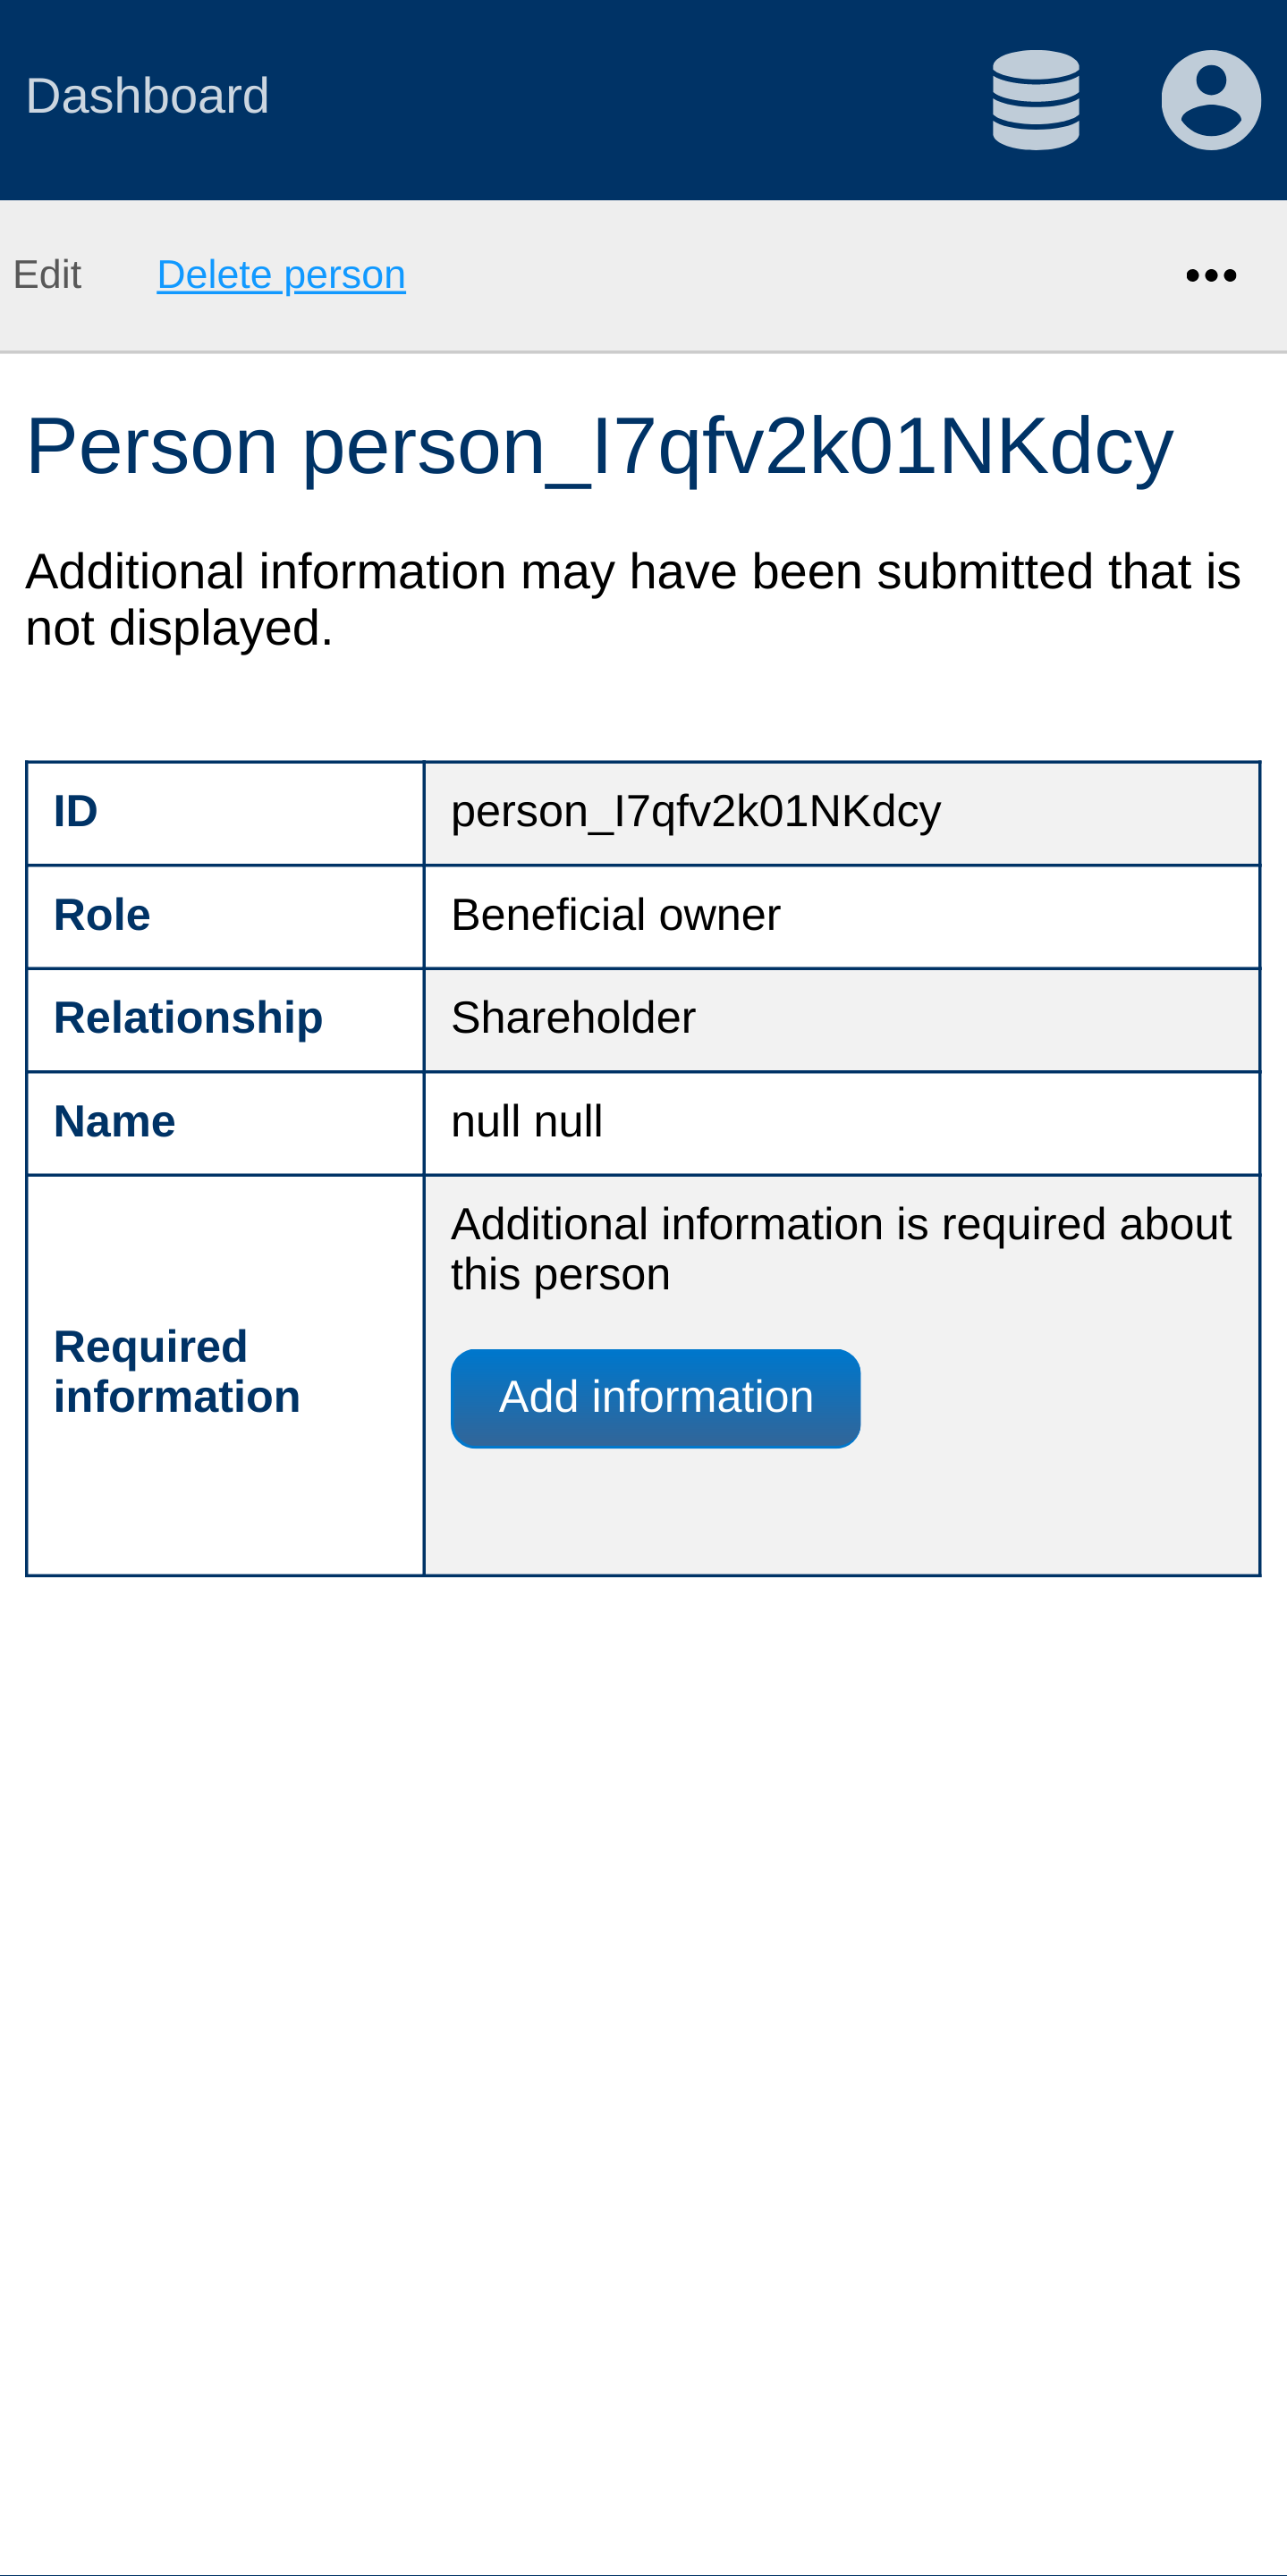 Dashboard
Edit Delete person
Person person_I7qfv2k01NKdcy
Additional information may have been submitted that is
not displayed.
ID person_I7qfv2k01NKdcy
Role Beneficial owner
Relationship Shareholder
Name null null
Required
information
Additional information is required about
this person
Add information